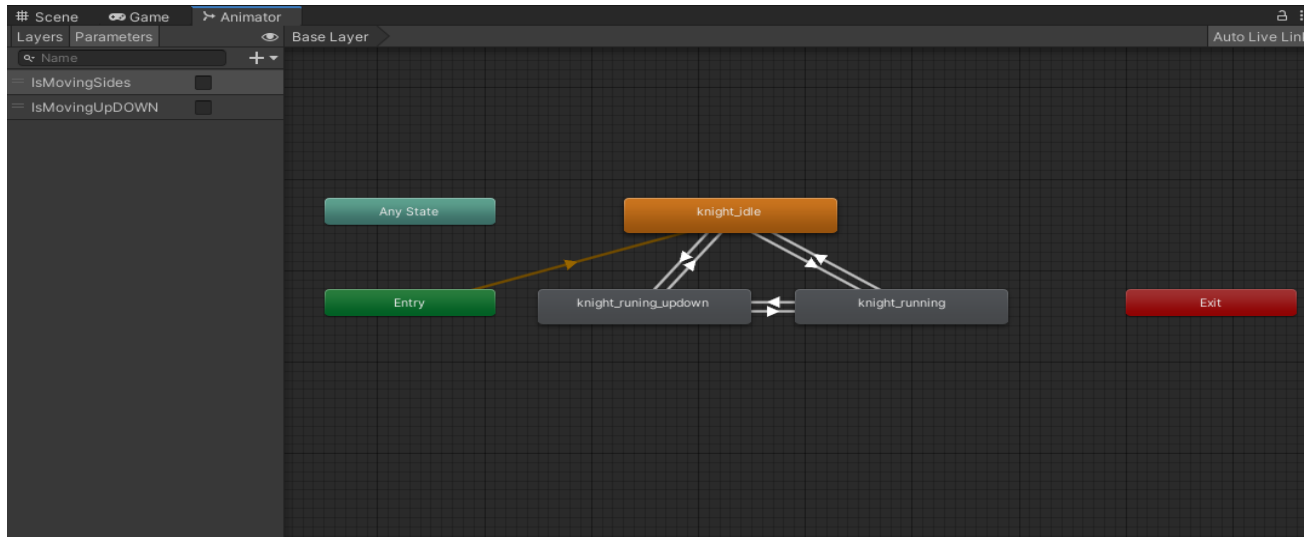 # Scene Game Animator
Layers Parameters Base Layer Auto Live Lin
Name
IsMovingSides
IsMovingUpDOWN
Any State knight_idle
Entry knight_runing_updown knight_running Exit